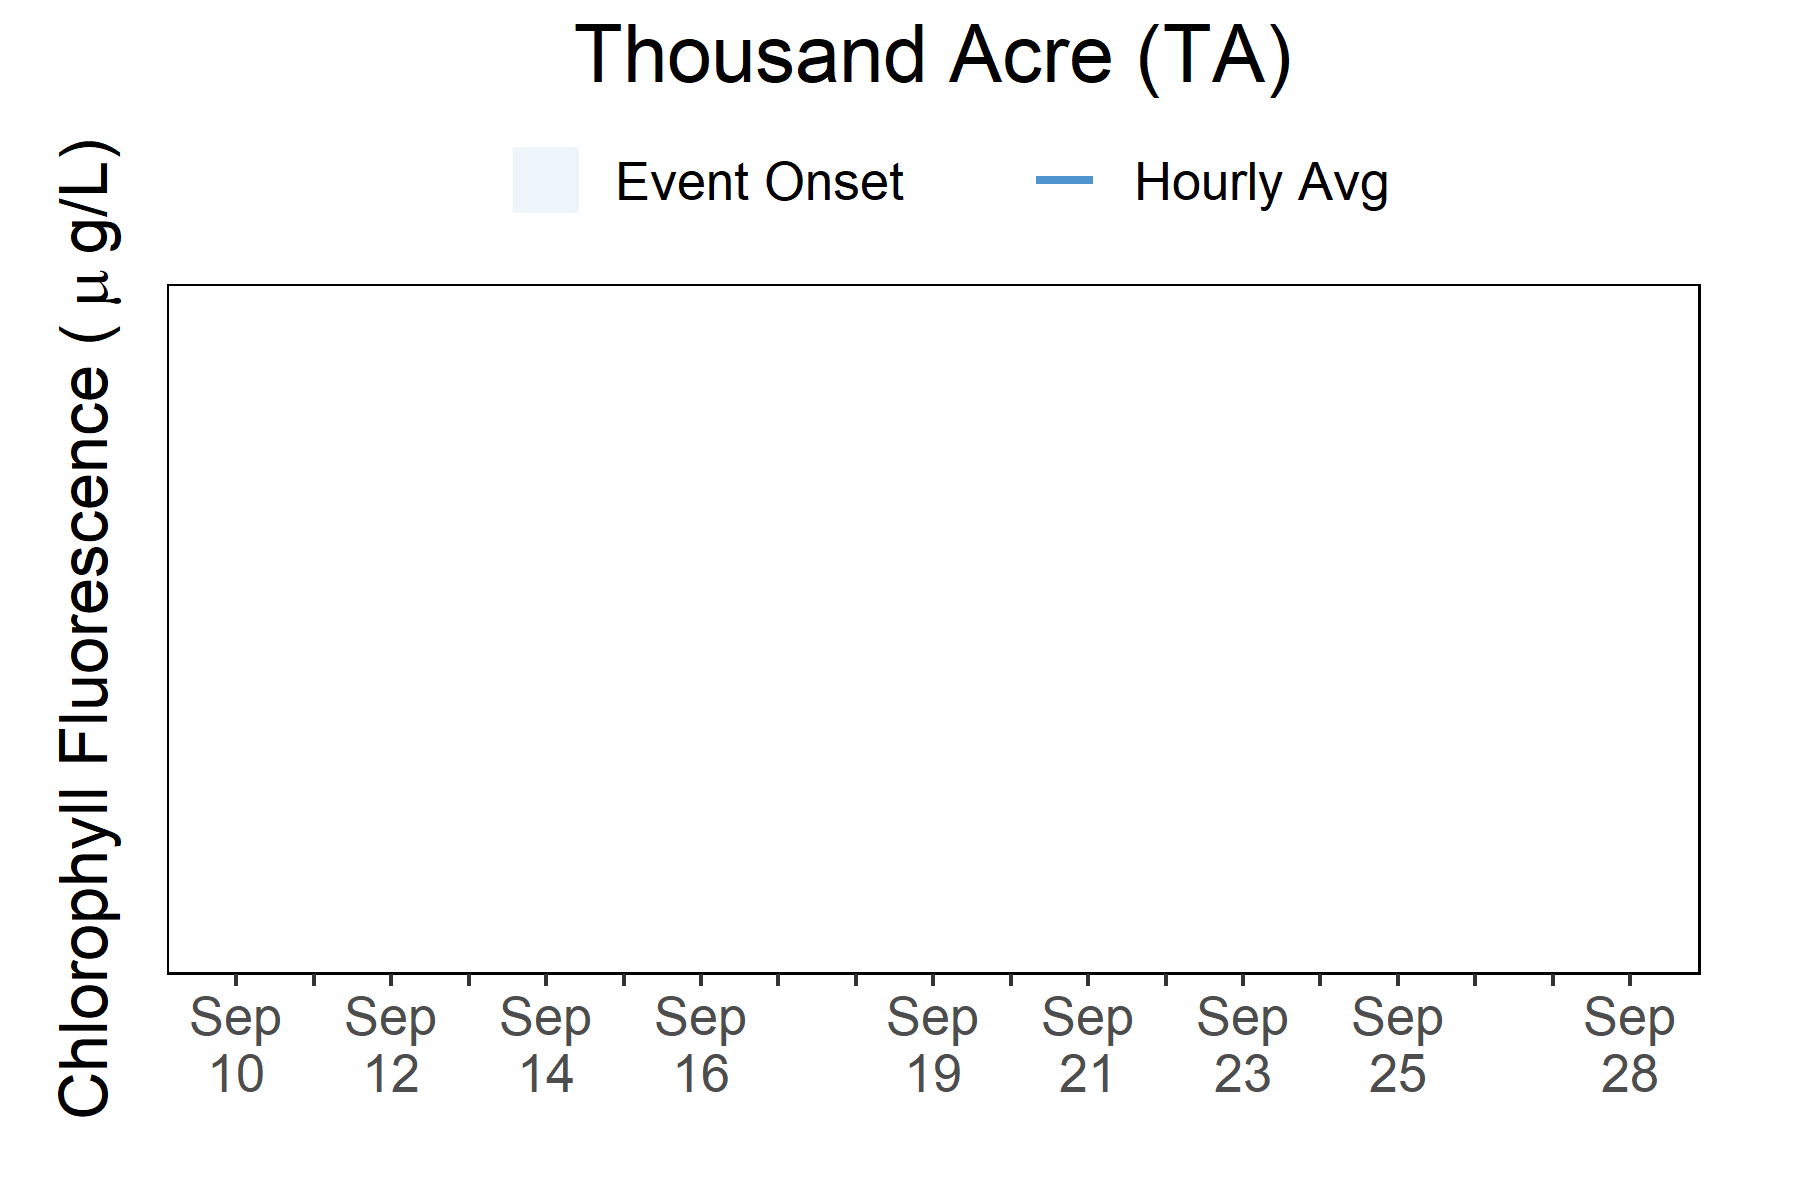 Thousand Acre (TA)
Event Onset
Hourly Avg
Chlorophyll Fluorescence ( μ g/L)
Sep 10
Sep 12
Sep 14
Sep 16
Sep 19
Sep 21
Sep 23
Sep 25
Sep 28